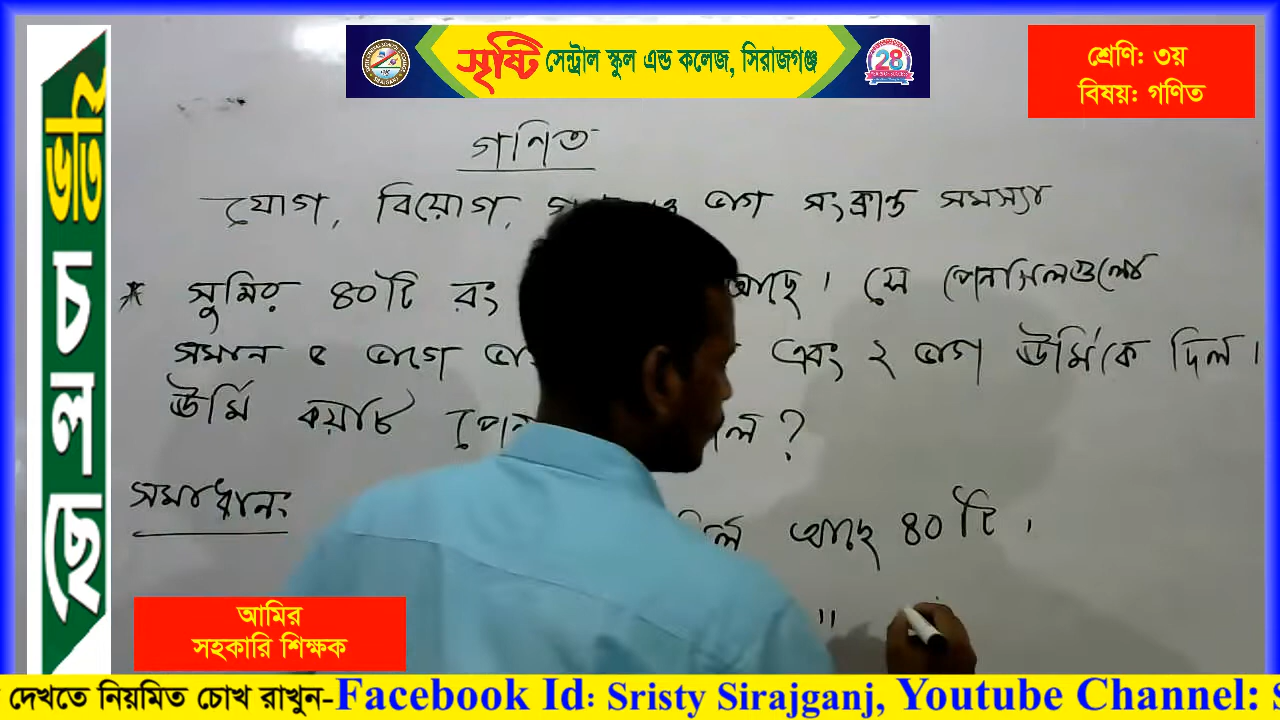 ভর্তি চলছে
সৃষ্টি সেন্ট্রাল স্কুল এন্ড কলেজ, সিরাজগঞ্জ
28
শ্রেণি: ৩য়
বিষয়: গণিত
গণিত
যোগ, বিয়োগ, ভাগ সংক্রান্ত সমস্যা
* সুমির ৪০টি রং আছে। সে পেনসিলগুলো
সমান ৫ ভাগে এবং ২ ভাগ ঊর্মিকে দিল।
ঊর্মি কয়টি ?
সমাধানঃ আছে ৪০ টি।
"
আমির
সহকারি শিক্ষক
দেখতে নিয়মিত চোখ রাখুন-Facebook Id: Sristy Sirajganj, Youtube Channel: S